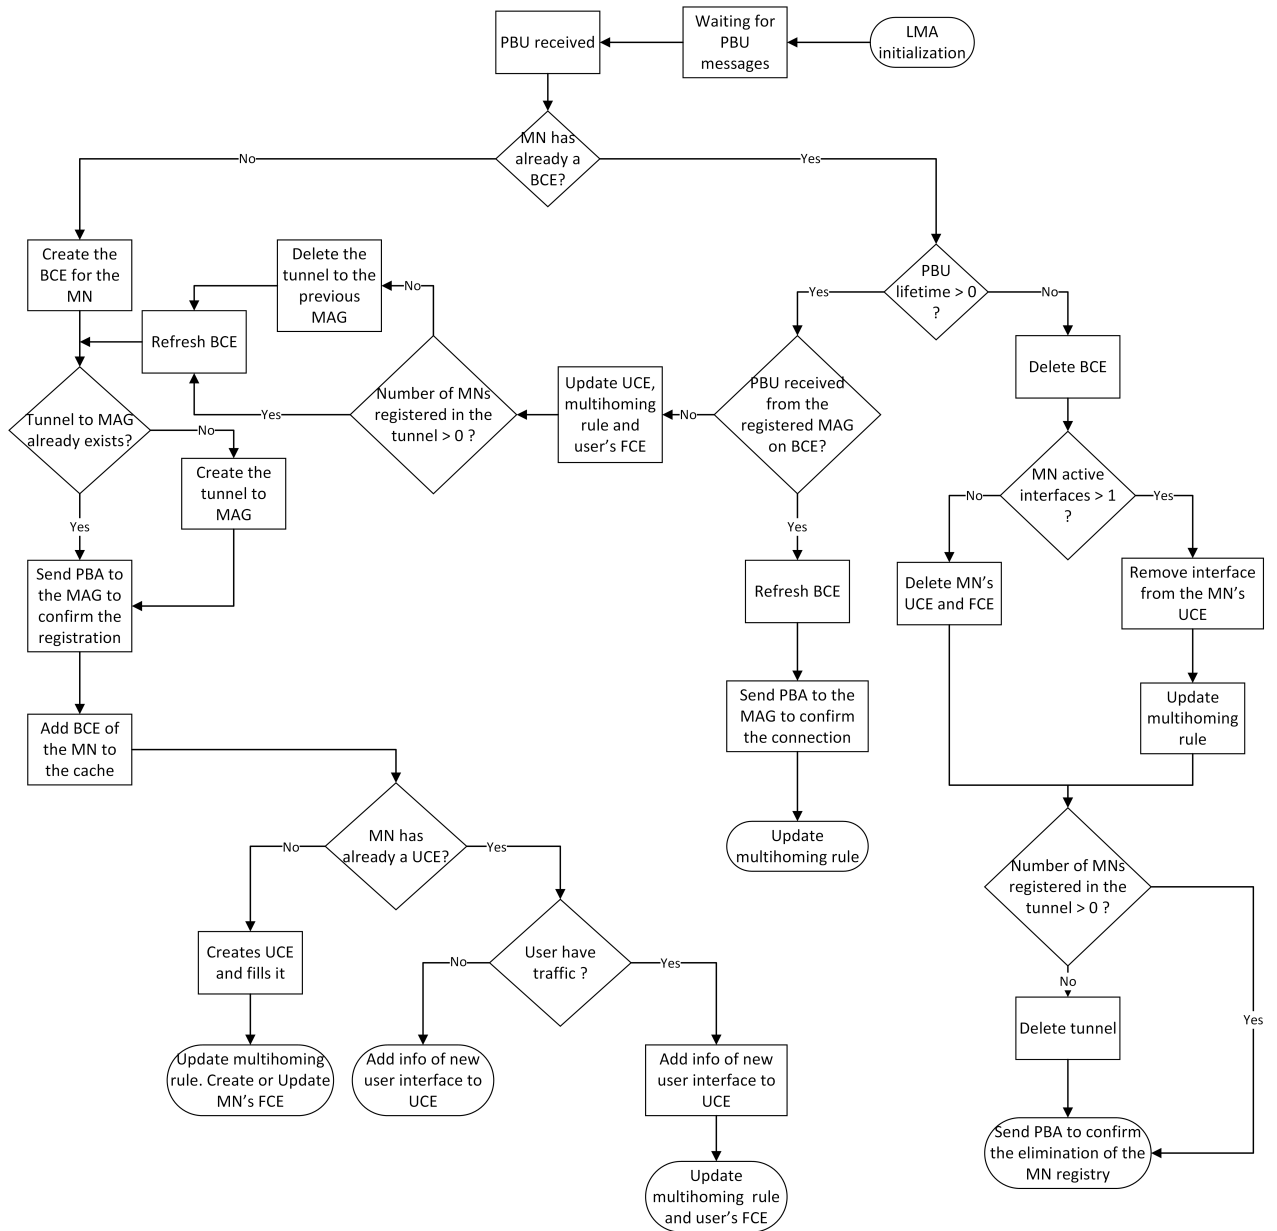 PBU received
Waiting for
PBU
messages
LMA
initialization
MN has
already a
BCE?
No
Yes
Create the
BCE for the
MN
Delete the
tunnel to the
previous
MAG
No
Refresh BCE
PBU
lifetime > 0
?
Yes
No
Delete BCE
Tunnel to MAG
already exists?
No
Yes
Create the
tunnel to
MAG
Number of MNs
registered in the
tunnel > 0 ?
Yes
Update UCE,
multihoming
rule and
user's FCE
No
PBU received
from the
registered MAG
on BCE?
Yes
MN active
interfaces > 1
?
No
Yes
Send PBA to
the MAG to
confirm the
registration
Refresh BCE
Delete MN's
UCE and FCE
Remove interface
from the MN's
UCE
Add BCE of
the MN to
the cache
Send PBA to the
MAG to confirm
the connection
Update
multihoming
rule
MN has
already a UCE?
No
Yes
Update
multihoming rule
Number of MNs
registered in the
tunnel > 0 ?
No
Yes
Creates UCE
and fills it
User have
traffic ?
No
Yes
Delete tunnel
Update multihoming
rule. Create or Update
MN's FCE
Add info of new
user interface to
UCE
Add info of new
user interface to
UCE
Send PBA to confirm
the elimination of the
MN registry
Update
multihoming  rule
and user's FCE